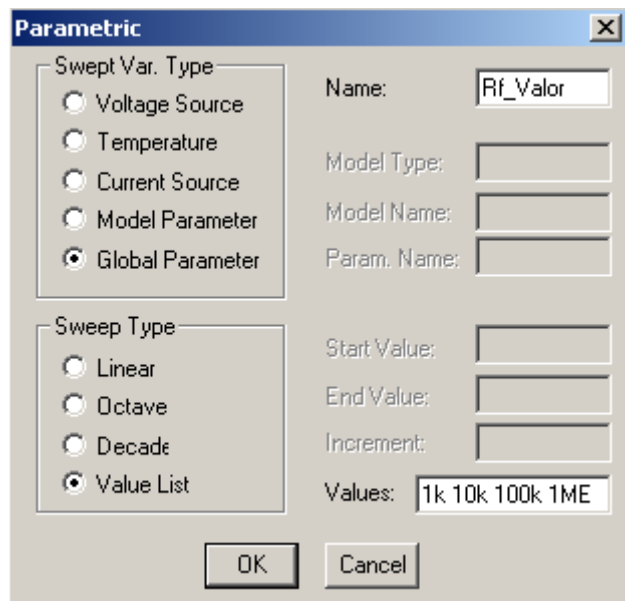 Parametric
Swept Var. Type
Voltage Source
Temperature
Current Source
Model Parameter
Global Parameter
Name: Rf_Valor
Model Type:
Model Name:
Param. Name:
Sweep Type
Linear
Octave
Decade
Value List
Start Value:
End Value:
Increment:
Values: 1k 10k 100k 1ME
OK
Cancel